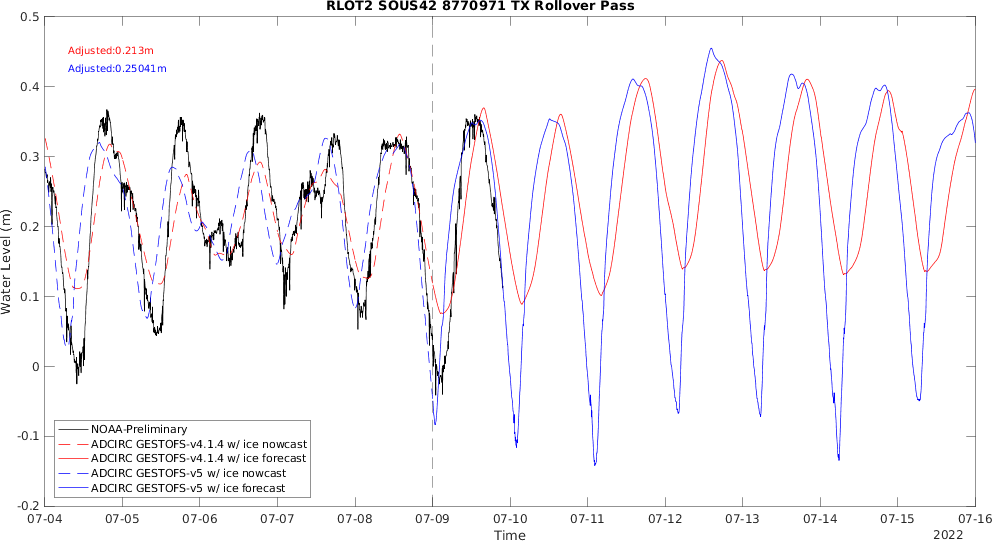 RLOT2 SOUS42 8770971 TX Rollover Pass
Adjusted:0.213m
Adjusted:0.25041m
0.5
0.4
0.3
0.2
0.1
0
-0.1
-0.2
Water Level (m)
NOAA-Preliminary
ADCIRC GESTOFS-v4.1.4 w/ ice nowcast
ADCIRC GESTOFS-v4.1.4 w/ ice forecast
ADCIRC GESTOFS-v5 w/ ice nowcast
ADCIRC GESTOFS-v5 w/ ice forecast
07-04 07-05 07-06 07-07 07-08 07-09 07-10 07-11 07-12 07-13 07-14 07-15 07-16
Time
2022